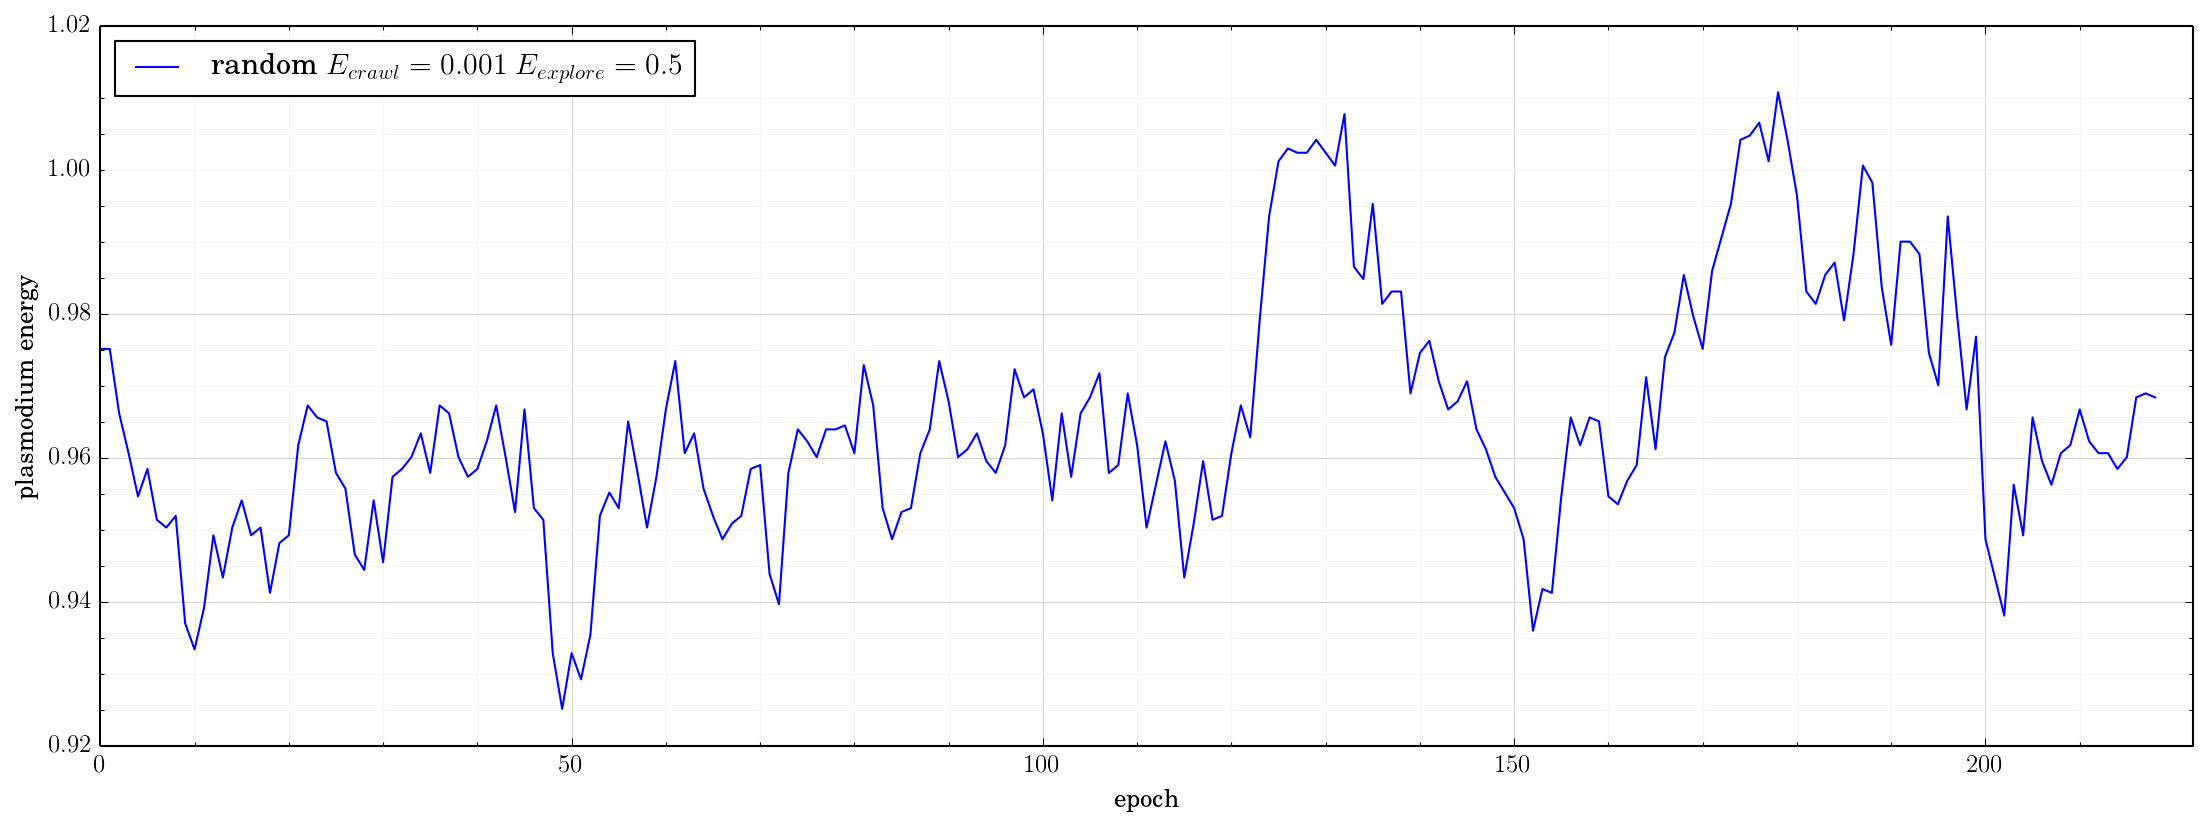 1.02
random E_crawl = 0.001 E_explore = 0.5
1.00
0.98
plasmodium energy
0.96
0.94
0.92
0 50 100 150 200
epoch